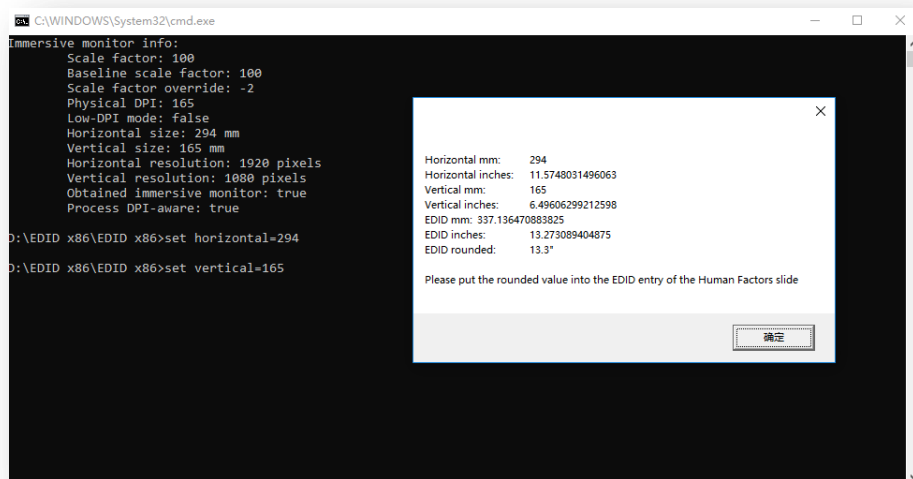 C:\WINDOWS\System32\cmd.exe
Immersive monitor info:
Scale factor: 100
Baseline scale factor: 100
Scale factor override: -2
Physical DPI: 165
Low-DPI mode: false
Horizontal size: 294 mm
Vertical size: 165 mm
Horizontal resolution: 1920 pixels
Vertical resolution: 1080 pixels
Obtained immersive monitor: true
Process DPI-aware: true
D:\EDID x86\EDID x86>set horizontal=294
D:\EDID x86\EDID x86>set vertical=165
Horizontal mm: 294
Horizontal inches: 11.5748031496063
Vertical mm: 165
Vertical inches: 6.49606299212598
EDID mm: 337.136470883825
EDID inches: 13.273089404875
EDID rounded: 13.3"
Please put the rounded value into the EDID entry of the Human Factors slide
确定